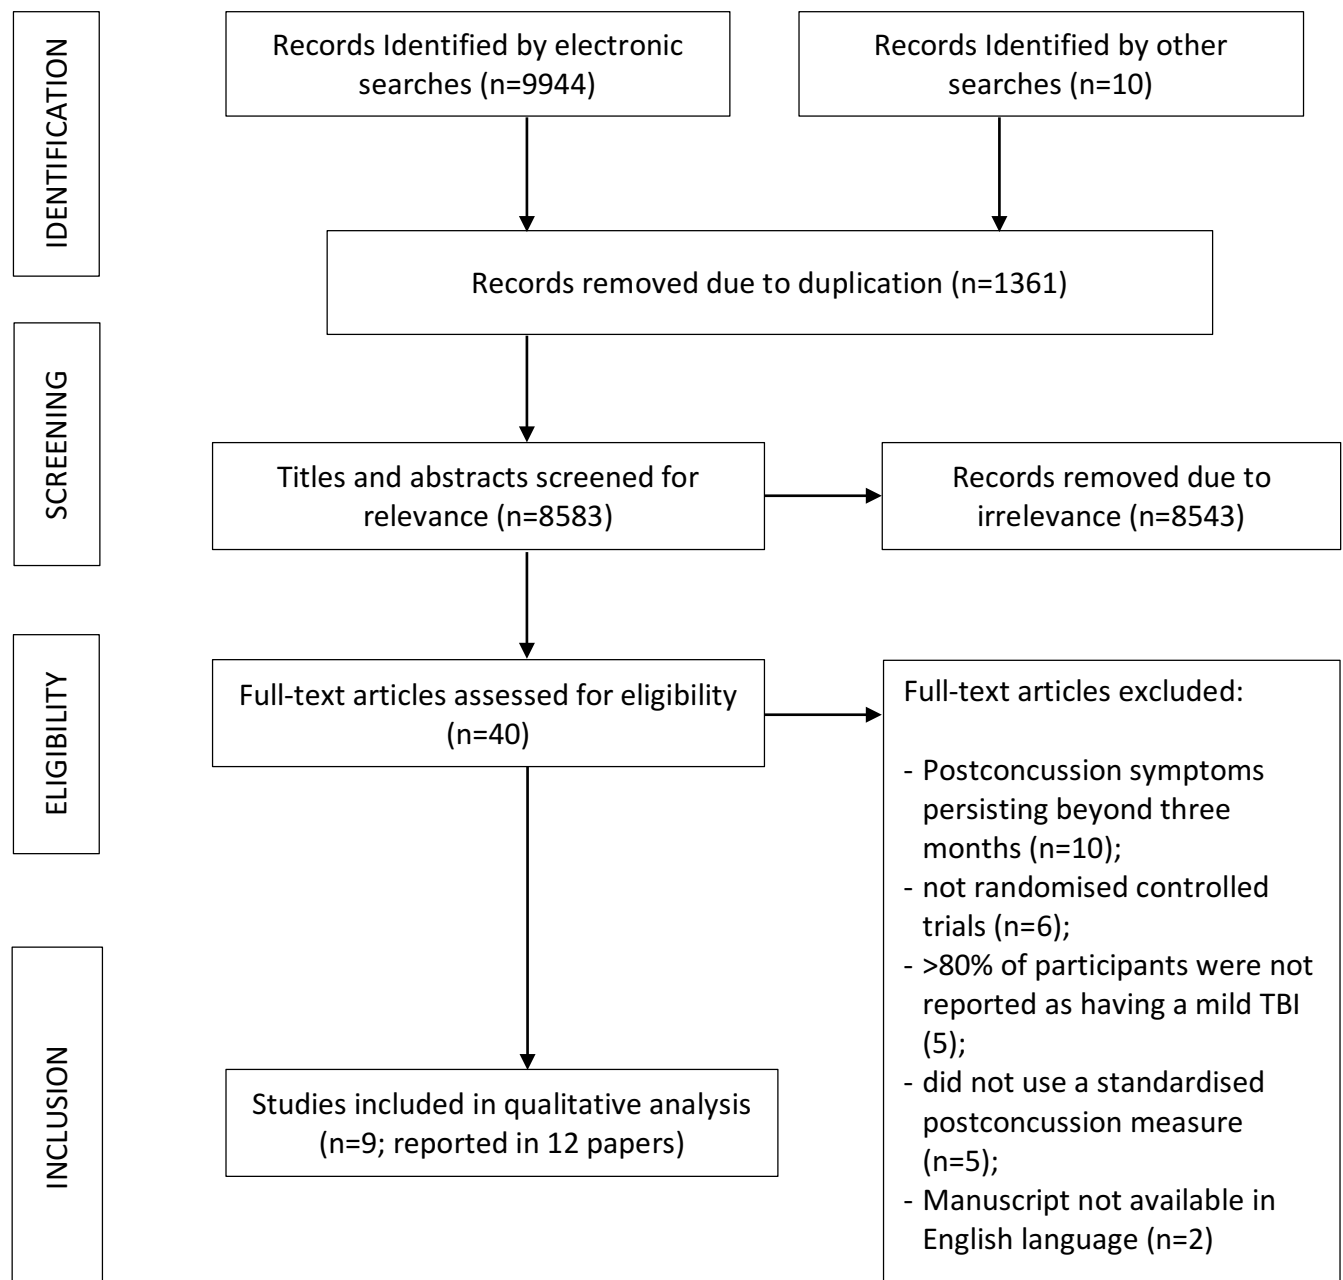 IDENTIFICATION
Records Identified by electronic
searches (n=9944)
Records Identified by other
searches (n=10)
Records removed due to duplication (n=1361)
SCREENING
Titles and abstracts screened for
relevance (n=8583)
Records removed due to
irrelevance (n=8543)
ELIGIBILITY
Full-text articles assessed for eligibility
(n=40)
Full-text articles excluded:
- Postconcussion symptoms
persisting beyond three
months (n=10);
- not randomised controlled
trials (n=6);
- >80% of participants were not
reported as having a mild TBI
(5);
- did not use a standardised
postconcussion measure
(n=5);
- Manuscript not available in
English language (n=2)
INCLUSION
Studies included in qualitative analysis
(n=9; reported in 12 papers)